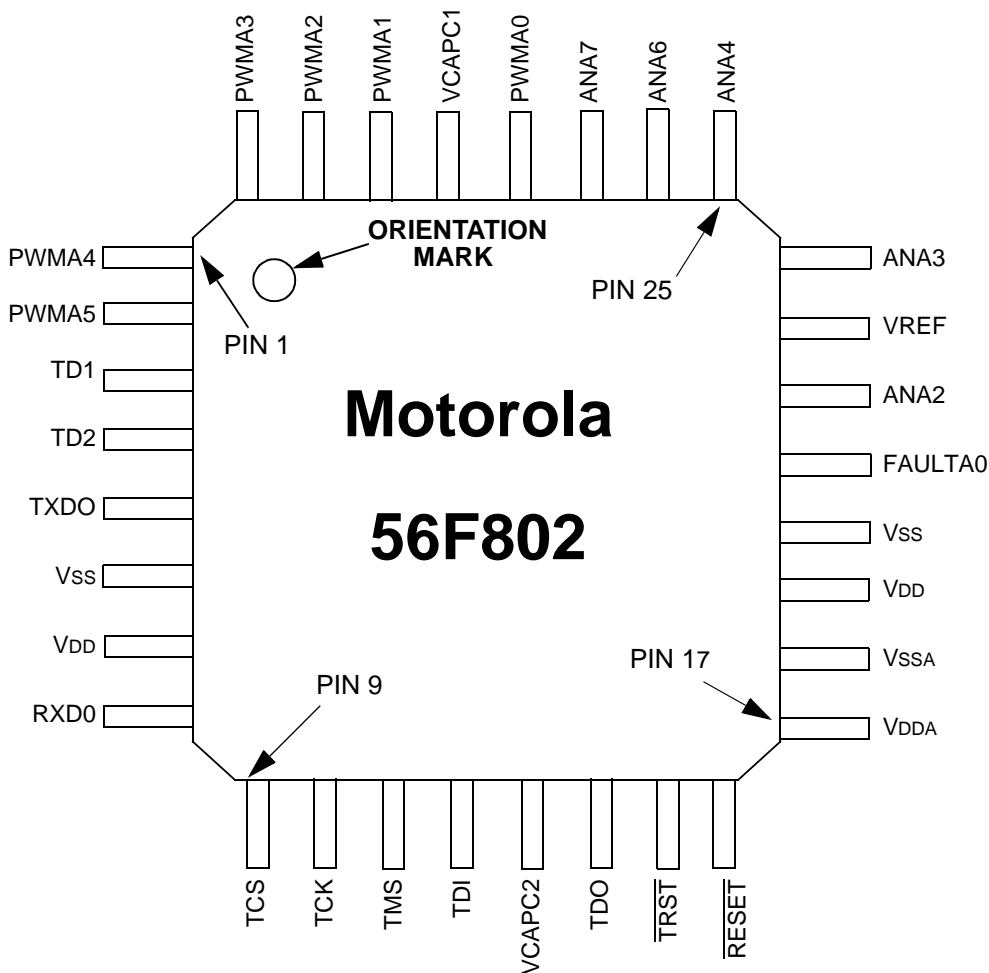 PWMA3
PWMA2
PWMA1
VCAPC1
PWMA0
ANA7
ANA6
ANA4
ORIENTATION
MARK
PIN 25
PIN 1
PWMA4
PWMA5
TD1
TD2
TXDO
VSS
VDD
RXD0
Motorola
56F802
ANA3
VREF
ANA2
FAULTA0
VSS
VDD
VSSA
VDDA
PIN 17
PIN 9
TCS
TCK
TMS
TDI
VCAPC2
TDO
TRST
RESET